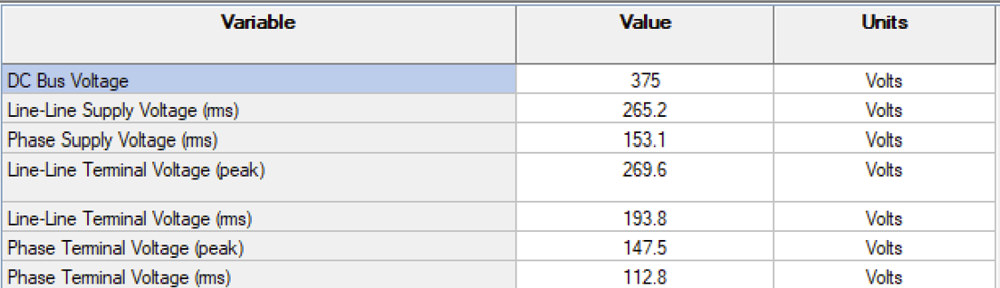 Variable Value Units
DC Bus Voltage 375 Volts
Line-Line Supply Voltage (rms) 265.2 Volts
Phase Supply Voltage (rms) 153.1 Volts
Line-Line Terminal Voltage (peak) 269.6 Volts
Line-Line Terminal Voltage (rms) 193.8 Volts
Phase Terminal Voltage (peak) 147.5 Volts
Phase Terminal Voltage (rms) 112.8 Volts